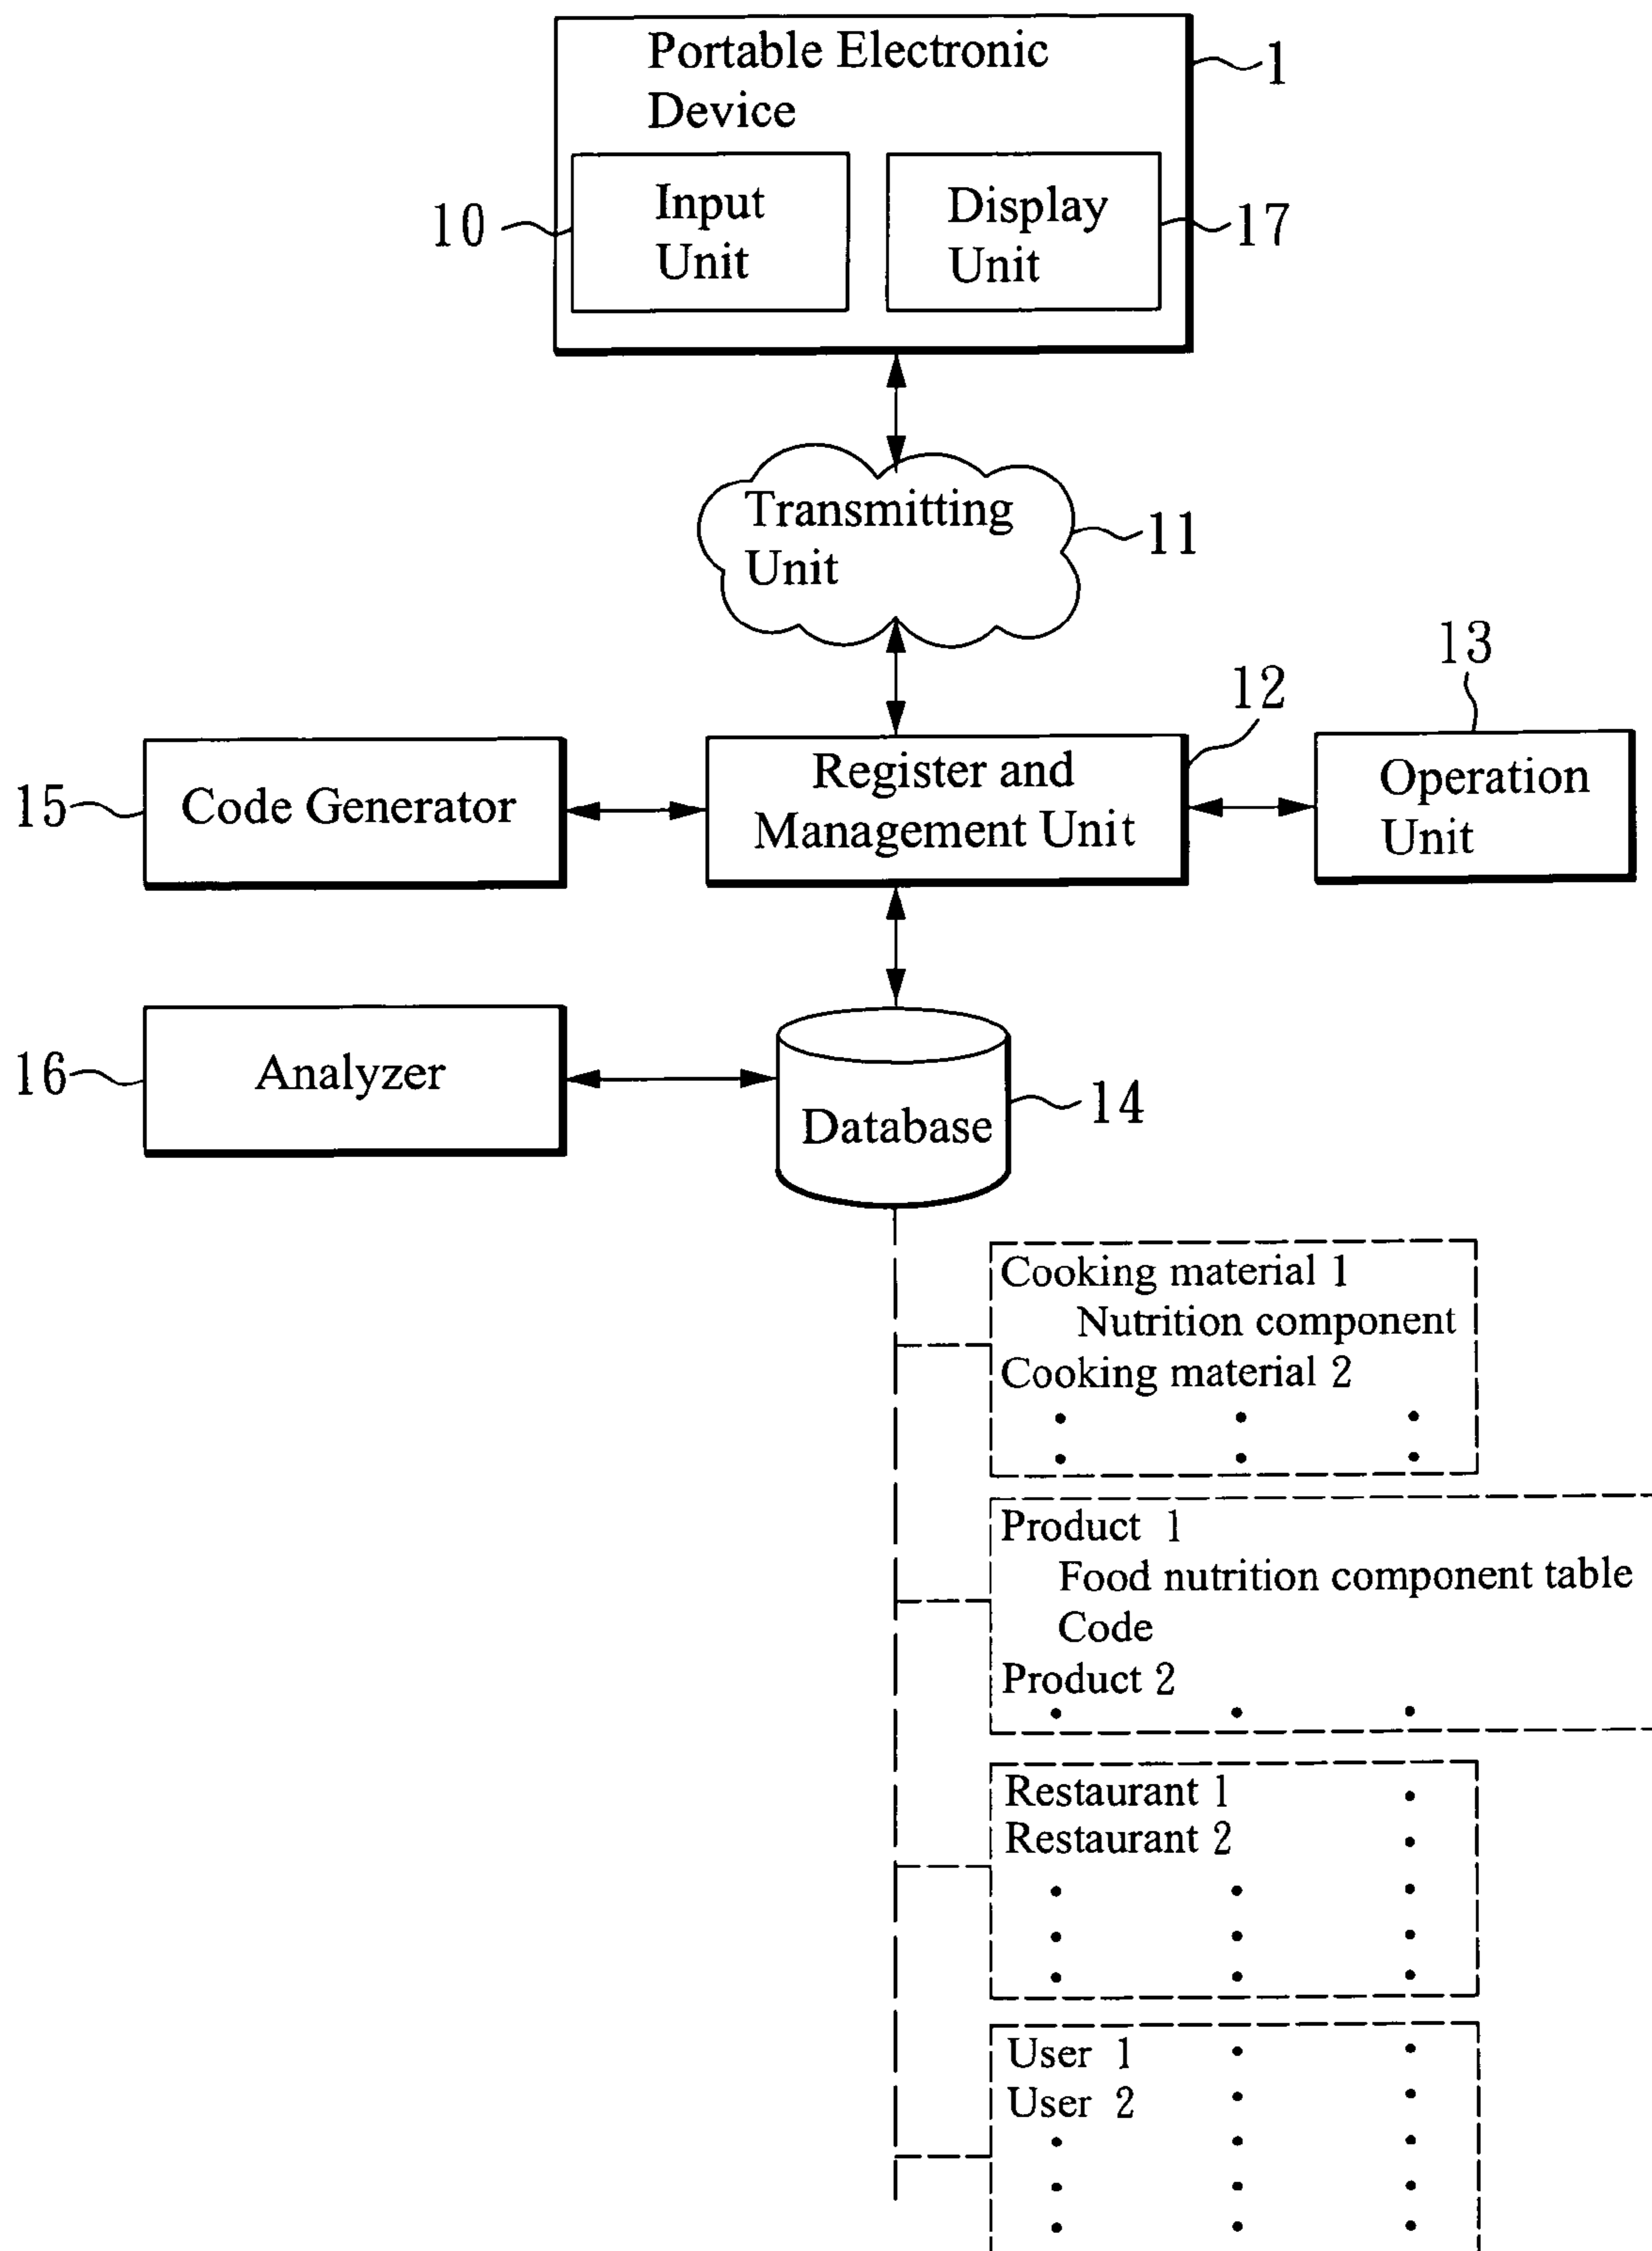 Portable Electronic
Device
1
Input
Unit
10
Display
Unit
17
Transmitting
Unit
11
13
12
15
Code Generator
Register and
Management Unit
Operation
Unit
16
Analyzer
Database
14
Cooking material 1
Nutrition component
Cooking material 2
Product 1
Food nutrition component table
Code
Product 2
Restaurant 1
Restaurant 2
User 1
User 2